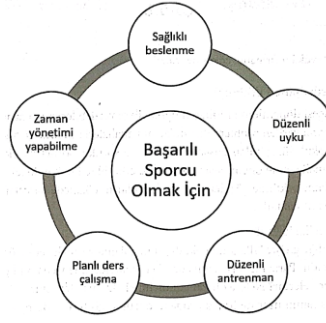 Sağlıklı
beslenme
Zaman
yönetimi
yapabilme
Düzenli
uyku
Başarılı
Sporcu
Olmak İçin
Planlı ders
çalışma
Düzenli
antrenman